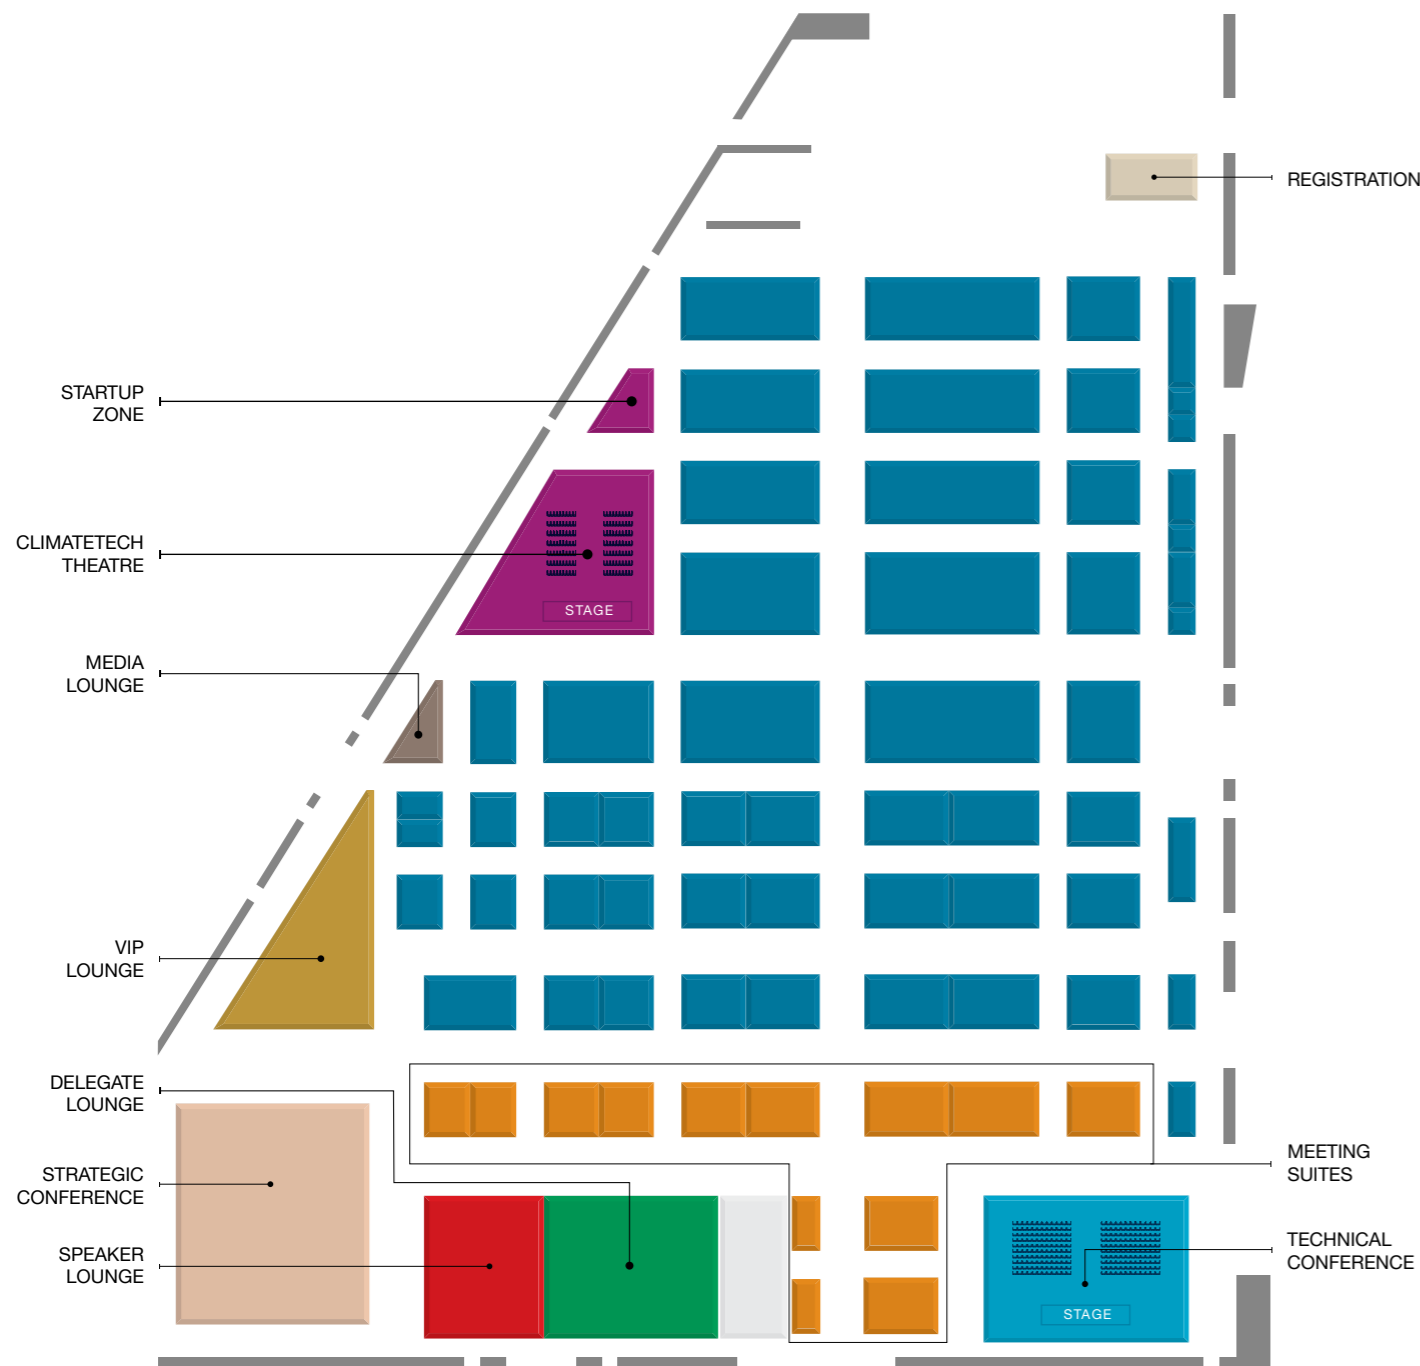 REGISTRATION
STARTUP
ZONE
CLIMATETECH
THEATRE
STAGE
MEDIA
LOUNGE
VIP
LOUNGE
DELEGATE
LOUNGE
STRATEGIC
CONFERENCE
MEETING
SUITES
SPEAKER
LOUNGE
TECHNICAL
CONFERENCE
STAGE